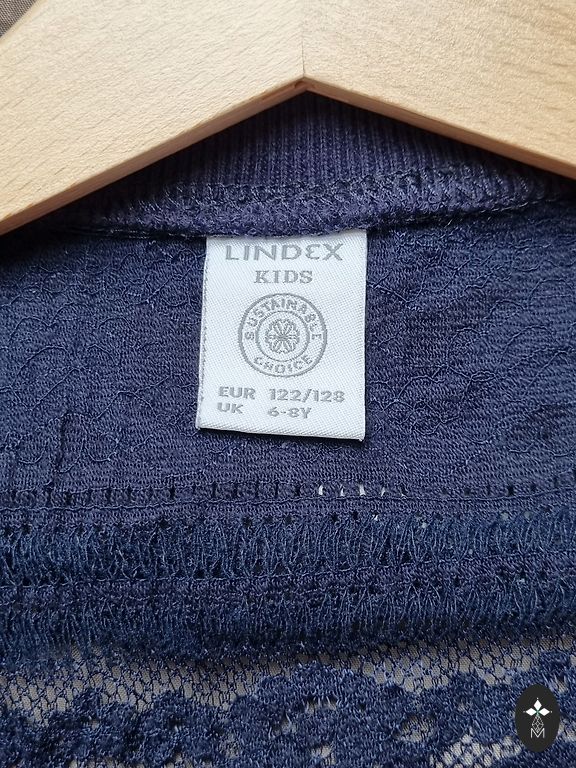 LINDEX
KIDS
SUSTAINABLE
CHOICE
EUR 122/128
UK 6-8Y
M